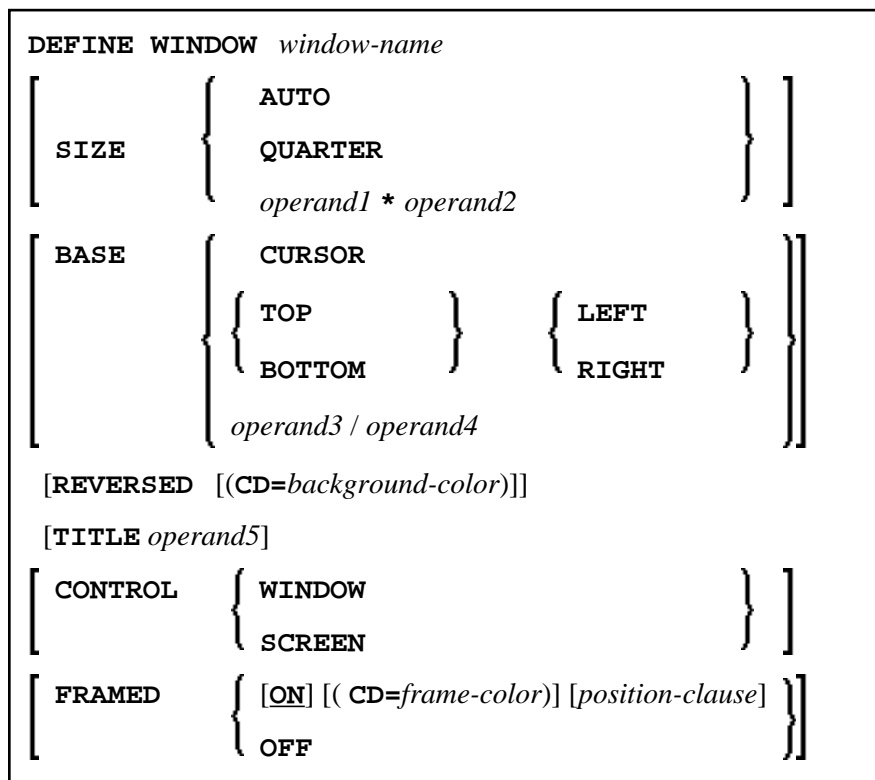 DEFINE WINDOW window-name
AUTO
SIZE QUARTER
operand1 * operand2
BASE CURSOR
TOP LEFT
BOTTOM RIGHT
operand3 / operand4
[REVERSED [(CD=background-color)]]
[TITLE operand5]
CONTROL WINDOW
SCREEN
FRAMED [ON] [( CD=frame-color)] [position-clause]
OFF